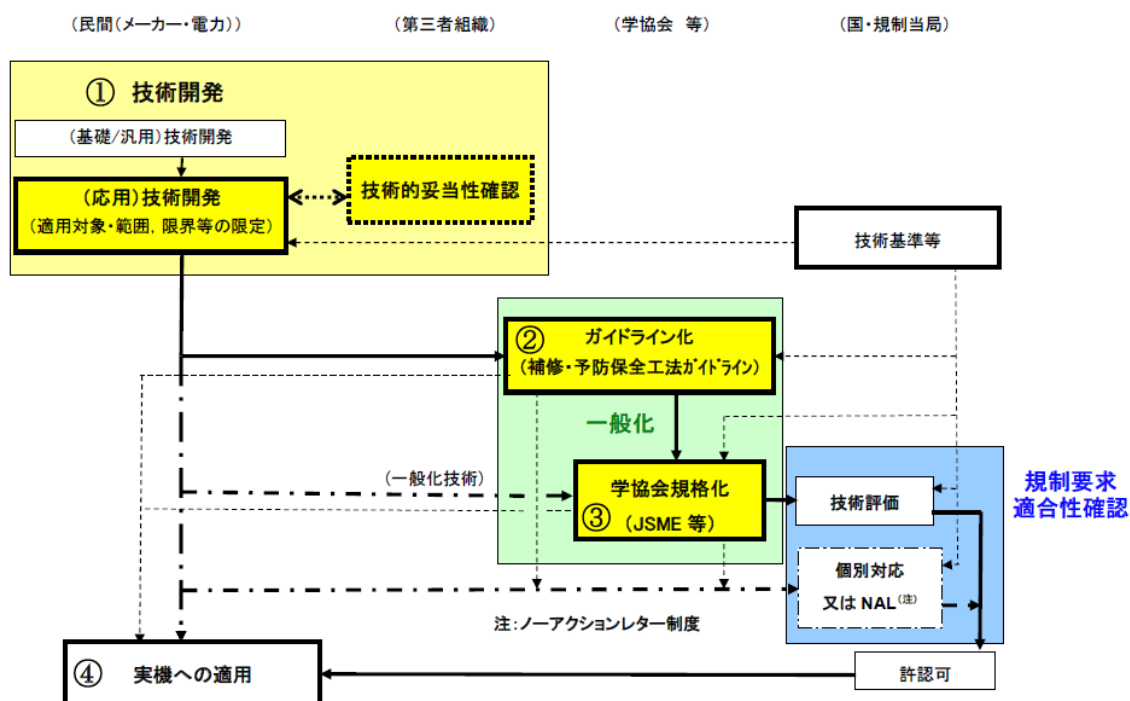 (民間(メーカー・電力))
(第三者組織)
(学協会 等)
(国・規制当局)
① 技術開発
(基礎/汎用)技術開発
(応用)技術開発
(適用対象・範囲, 限界等の限定)
技術的妥当性確認
技術基準等
② ガイドライン化
(補修・予防保全工法ガイドライン)
一般化
(一般化技術)
学協会規格化
③ (JSME 等)
技術評価
規制要求
適合性確認
個別対応
又は NAL(注)
注:ノーアクションレター制度
④ 実機への適用
許認可